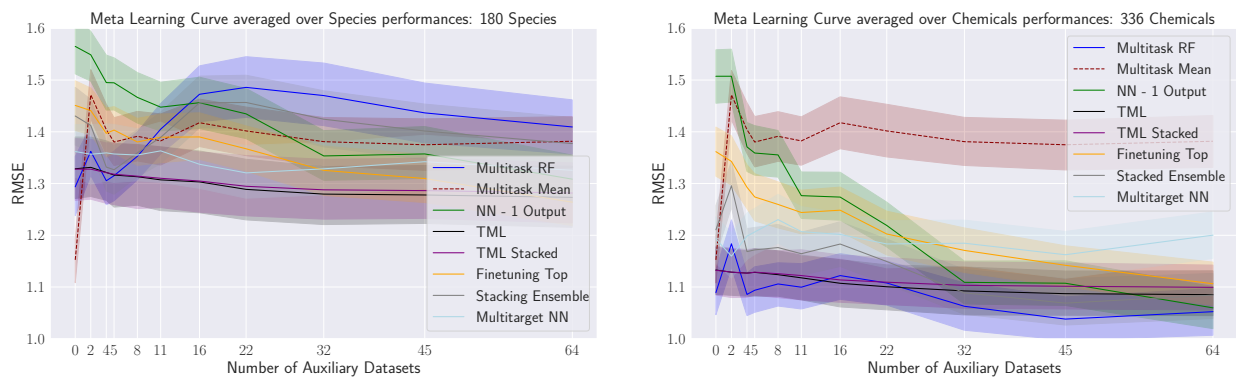 Meta Learning Curve averaged over Species performances: 180 Species
1.6
1.5
1.4
1.3
1.2
1.1
1.0
RMSE
0 2 45 8 11 16 22 32 45 64
Number of Auxiliary Datasets
Multitask RF
Multitask Mean
NN - 1 Output
TML
TML Stacked
Finetuning Top
Stacking Ensemble
Multitarget NN
Meta Learning Curve averaged over Chemicals performances: 336 Chemicals
1.6
1.5
1.4
1.3
1.2
1.1
1.0
RMSE
0 2 45 8 11 16 22 32 45 64
Number of Auxiliary Datasets
Multitask RF
Multitask Mean
NN - 1 Output
TML
TML Stacked
Finetuning Top
Stacked Ensemble
Multitarget NN